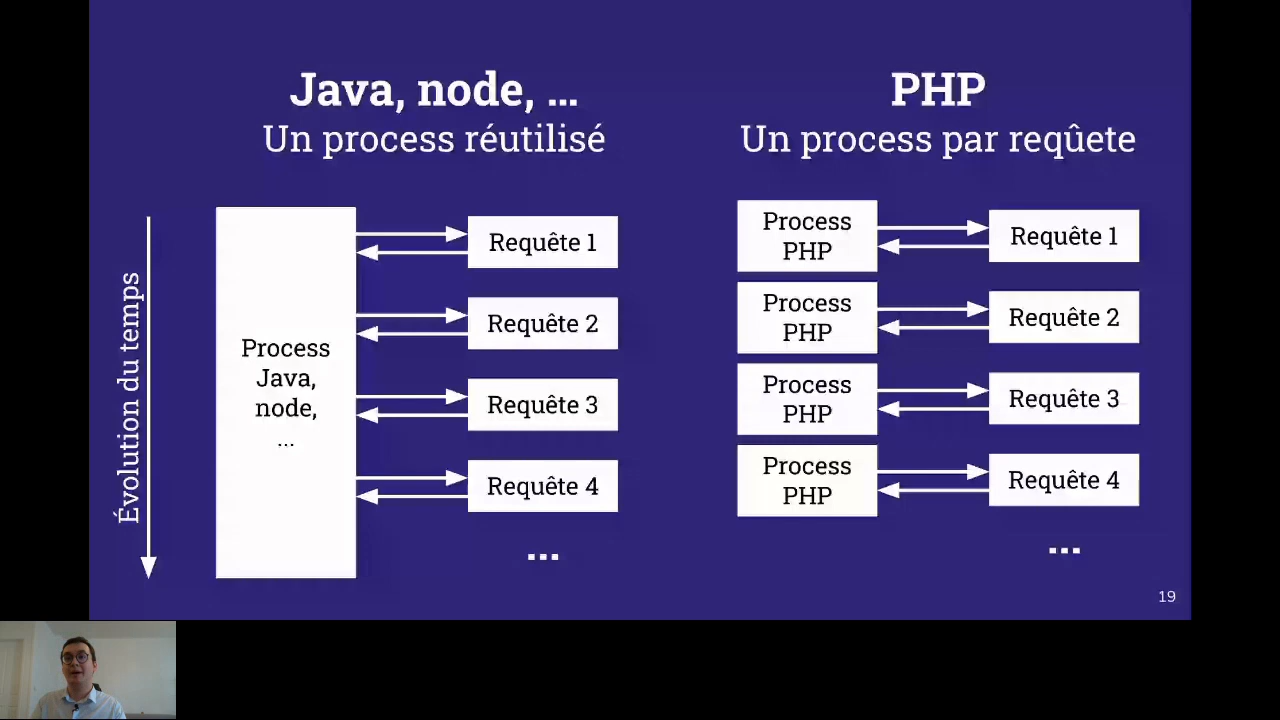 Java, node, ...
Un process réutilisé
Évolution du temps
Process
Java,
node,
...
Requête 1
Requête 2
Requête 3
Requête 4
...
PHP
Un process par reqûete
Process
PHP
Requête 1
Process
PHP
Requête 2
Process
PHP
Requête 3
Process
PHP
Requête 4
...
19